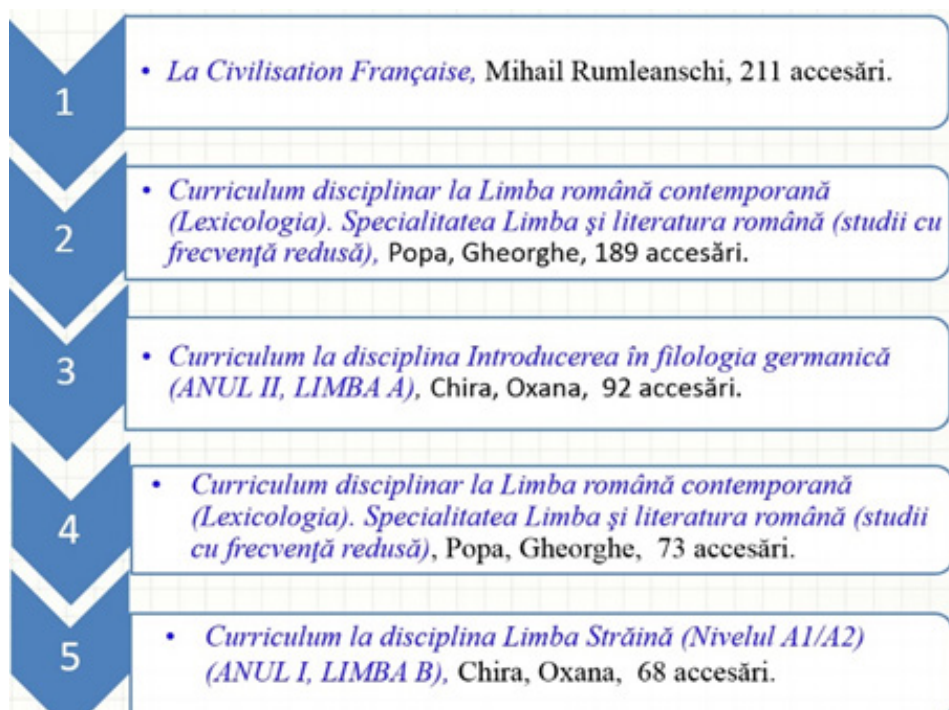 1
• La Civilisation Française, Mihail Rumleanschi, 211 accesări.
2
• Curriculum disciplinar la Limba română contemporană
(Lexicologia). Specialitatea Limba şi literatura română (studii cu
frecvenţă redusă), Popa, Gheorghe, 189 accesări.
3
• Curriculum la disciplina Introducerea în filologia germanică
(ANUL II, LIMBA A), Chira, Oxana, 92 accesări.
4
• Curriculum disciplinar la Limba română contemporană
(Lexicologia). Specialitatea Limba şi literatura română (studii
cu frecvenţă redusă), Popa, Gheorghe, 73 accesări.
5
• Curriculum la disciplina Limba Străină (Nivelul A1/A2)
(ANUL I, LIMBA B), Chira, Oxana, 68 accesări.